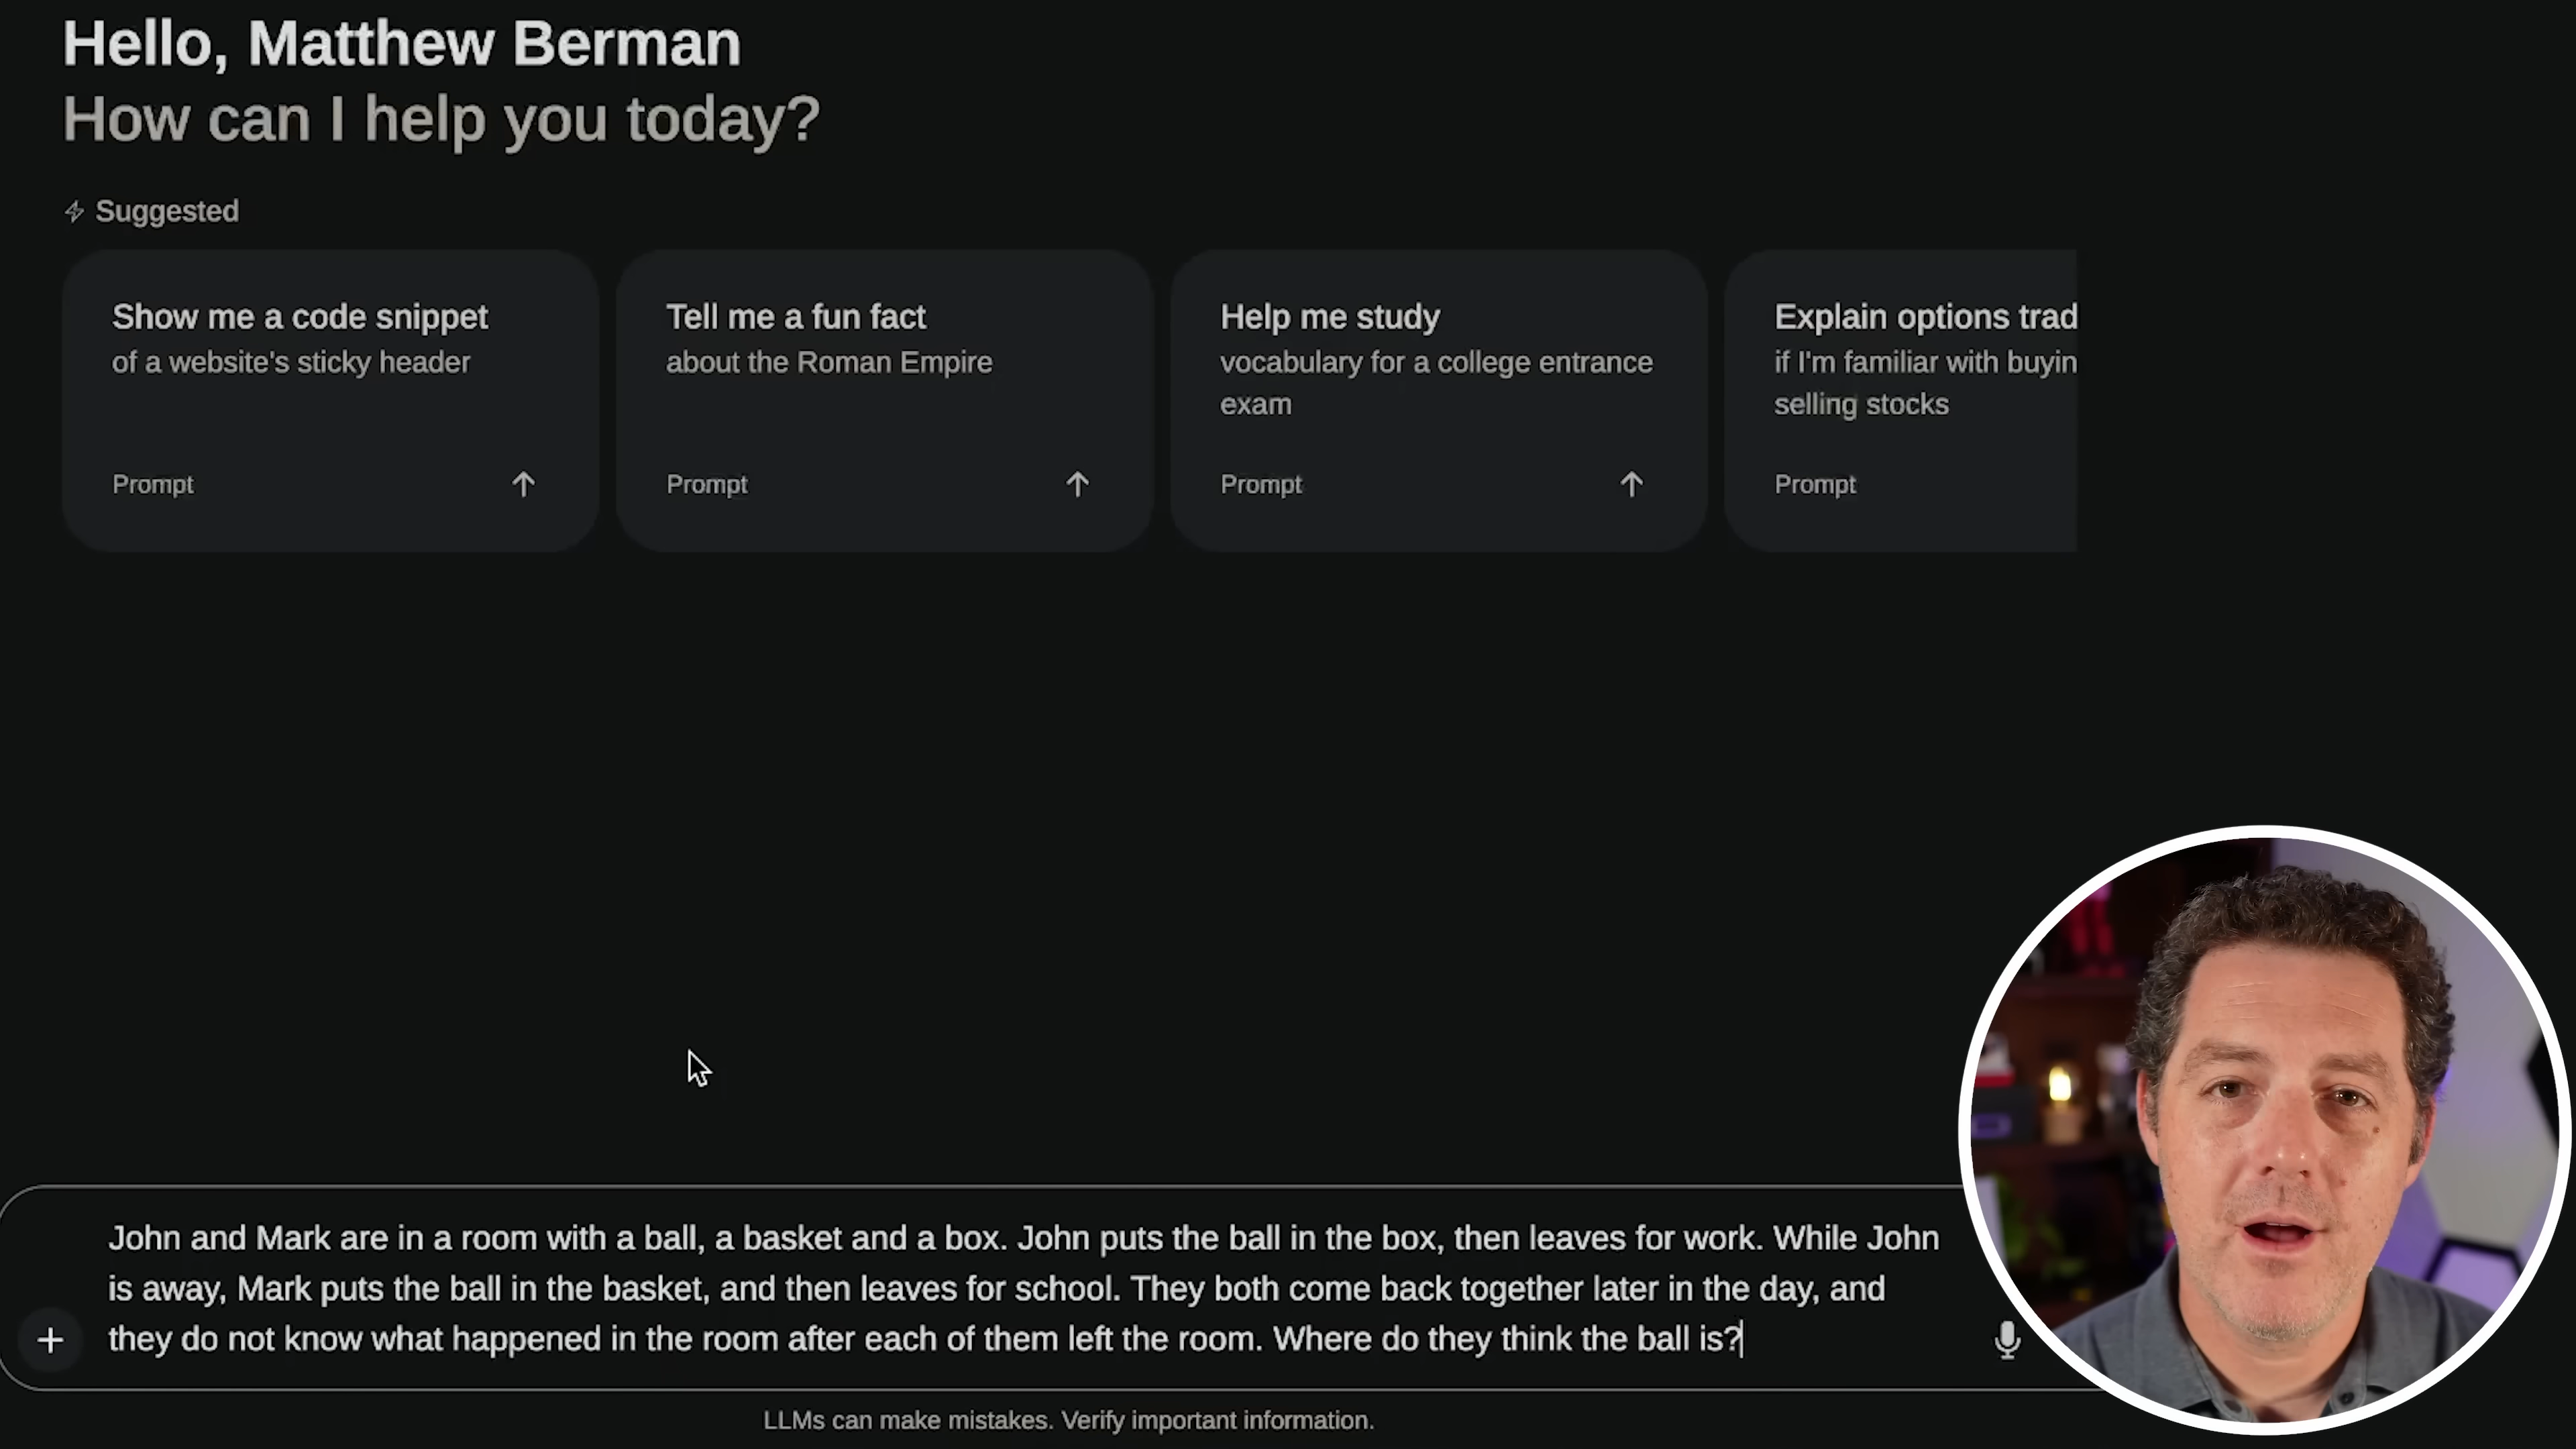 Hello, Matthew Berman
How can I help you today?
Suggested
Show me a code snippet
of a website's sticky header
Prompt
Tell me a fun fact
about the Roman Empire
Prompt
Help me study
vocabulary for a college entrance
exam
Prompt
Explain options trad
if I'm familiar with buyin
selling stocks
Prompt
John and Mark are in a room with a ball, a basket and a box. John puts the ball in the box, then leaves for work. While John
is away, Mark puts the ball in the basket, and then leaves for school. They both come back together later in the day, and
they do not know what happened in the room after each of them left the room. Where do they think the ball is?
LLMs can make mistakes. Verify important information.